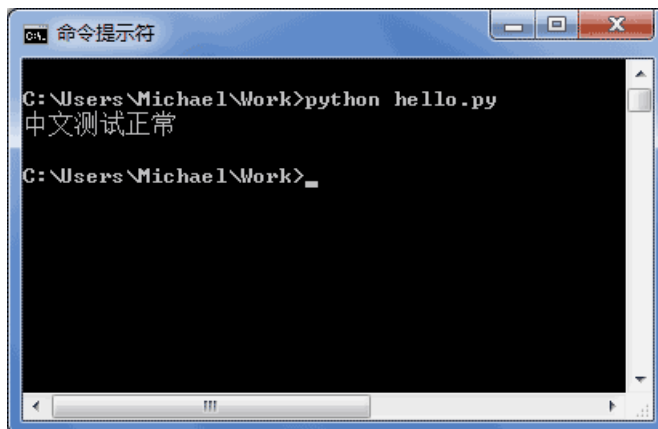 命令提示符
C:\Users\Michael\Work>python hello.py
中文测试正常
C:\Users\Michael\Work>_